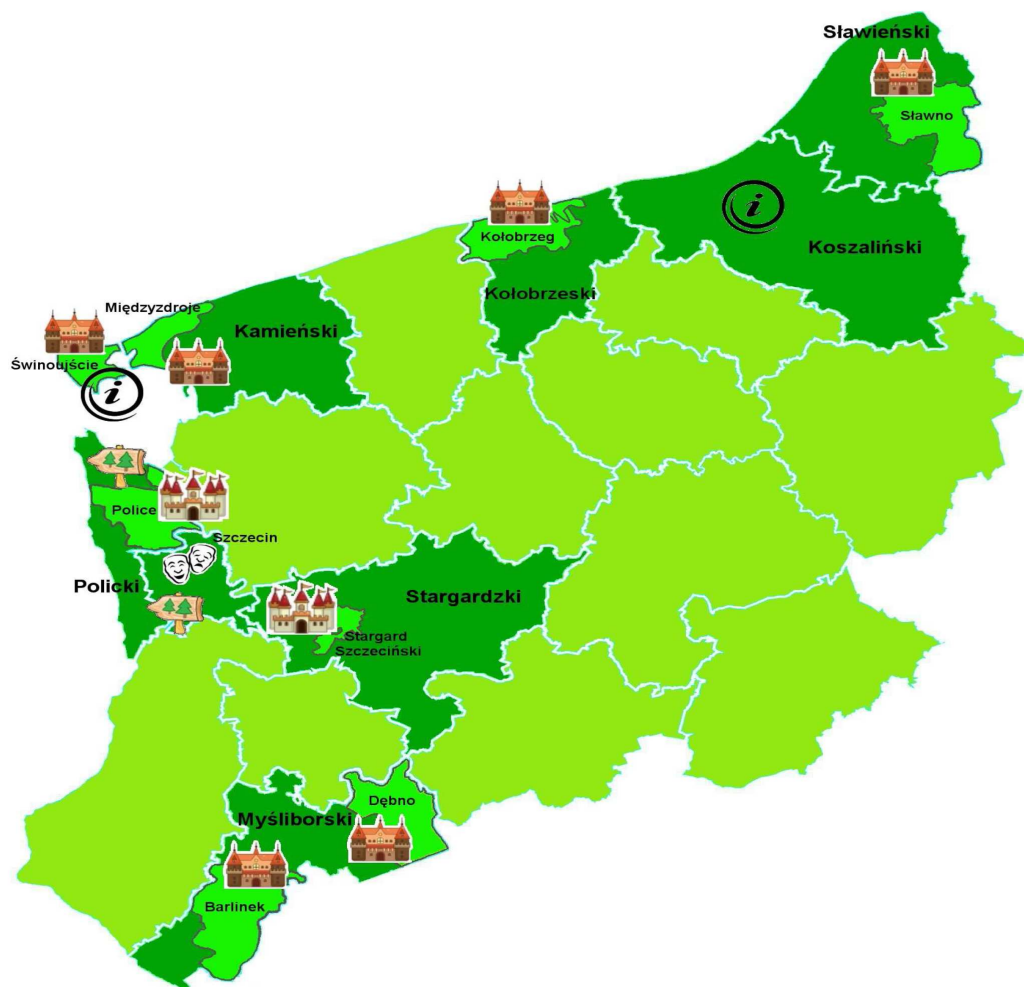 Sławieński
Sławno
Kołobrzeg
Koszaliński
Kołobrzeski
Międzyzdroje
Kamieński
Świnoujście
i
i
Police
Szczecin
Policki
Stargardzki
Stargard
Szczeciński
Dębno
Myśliborski
Barlinek